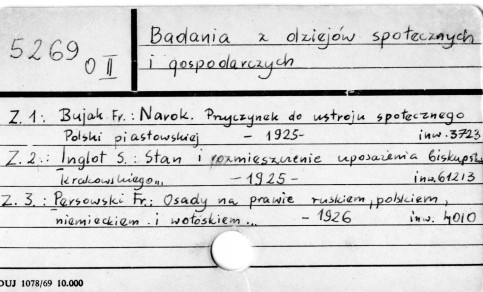 5269 O II
Badania z dziejów społecznych
i gospodarczych
Z. 1: Bujak Fr.: Narok. Przyczynek do ustroju społecznego
Polski piastowskiej - 1925- inw. 3723
Z. 2.: Inglot S.: Stan i rozmieszczenie uposażenia biskupst.
krakowskiego... - 1925 - inw. 61213
Z. 3.: Persowski Fr.: Osady na prawie ruskiem, polskiem,
niemieckiem i wołoskiem... - 1926 inw. 4010
DUJ 1078/69 10.000